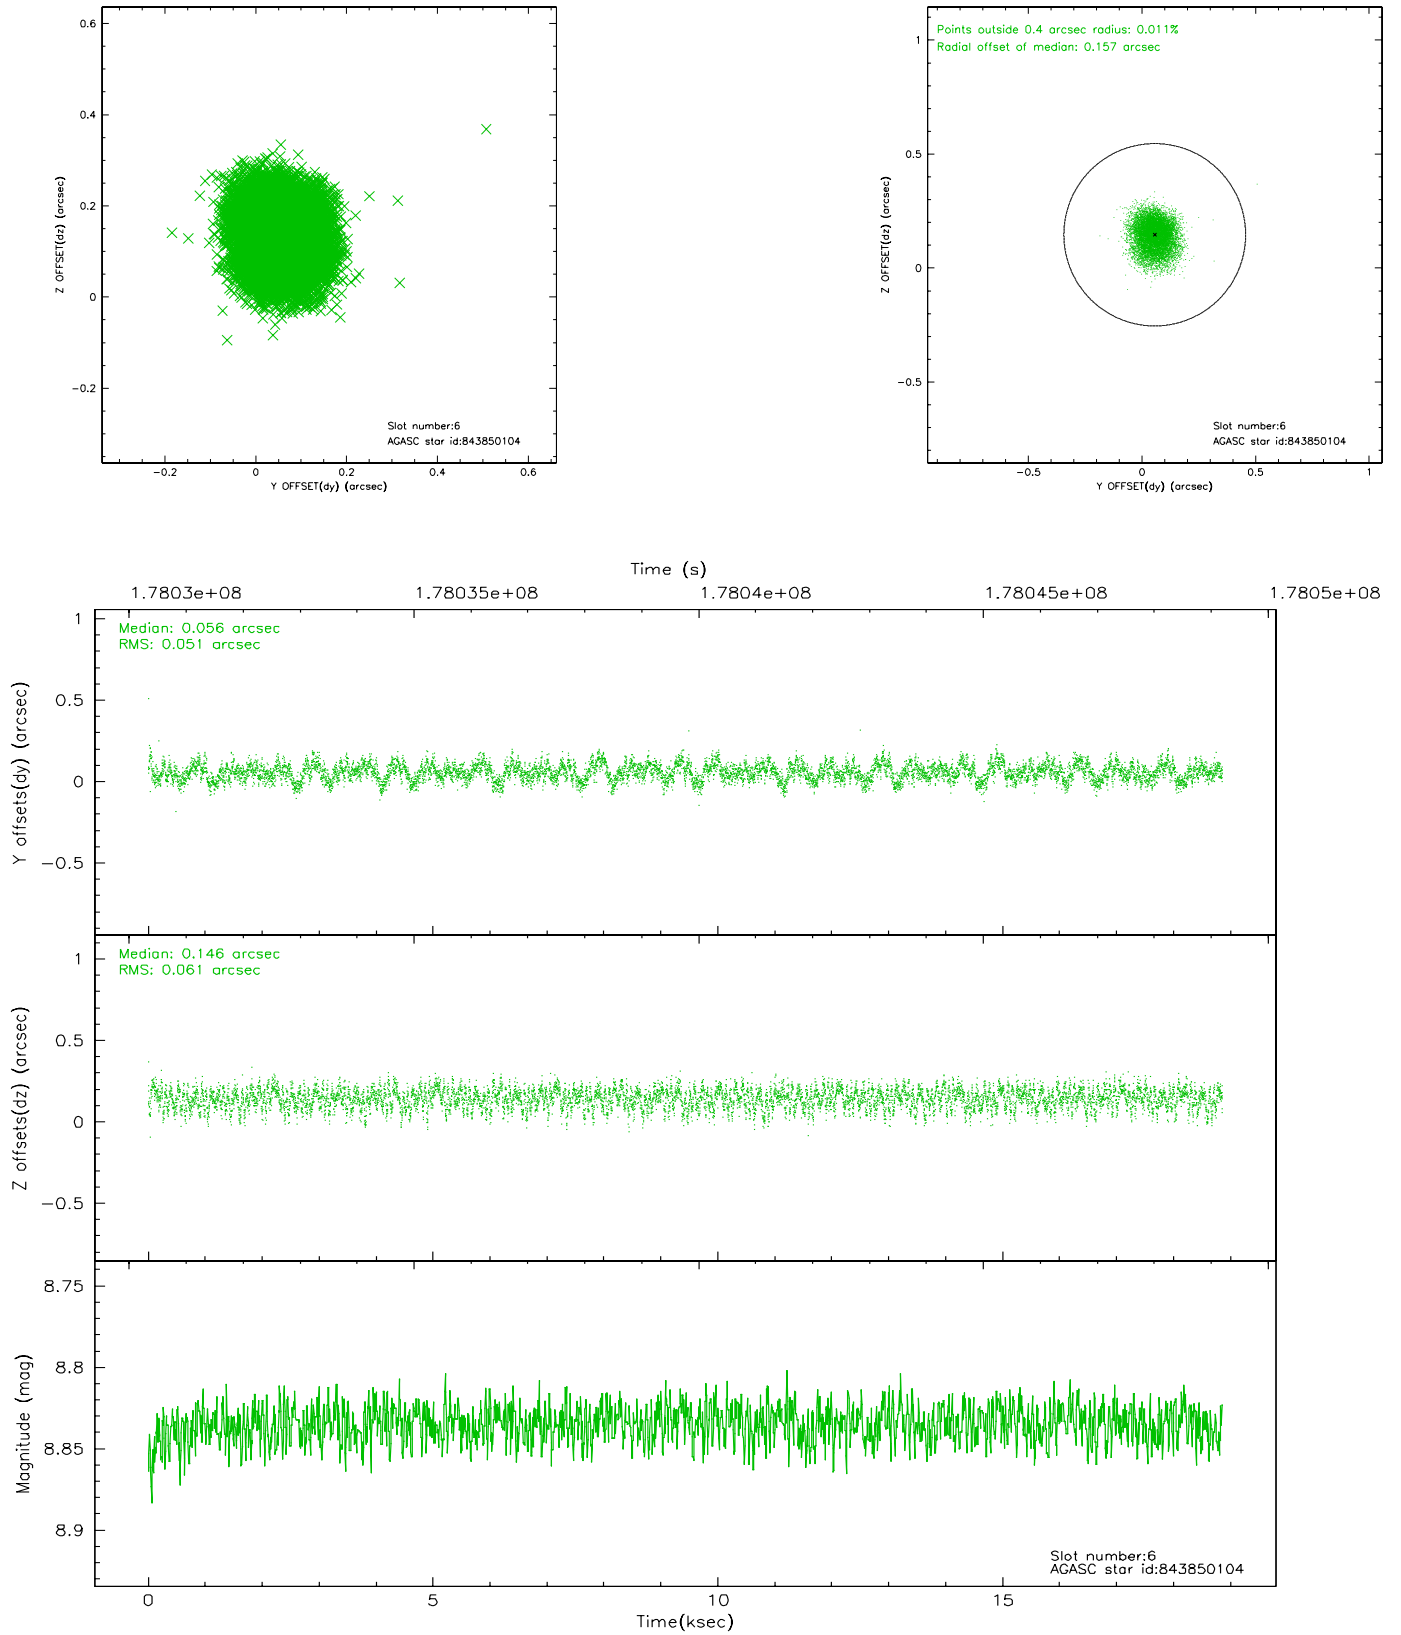 0.6
0.4
0.2
0
-0.2
Z OFFSET(dz) (arcsec)
Slot number:6
AGASC star id:843850104
-0.2 0 0.2 0.4 0.6
Y OFFSET(dy) (arcsec)
Points outside 0.4 arcsec radius: 0.011%
Radial offset of median: 0.157 arcsec
1
0.5
0
-0.5
Z OFFSET(dz) (arcsec)
Slot number:6
AGASC star id:843850104
-0.5 0 0.5 1
Y OFFSET(dy) (arcsec)
Time (s)
1.7803e+08 1.78035e+08 1.7804e+08 1.78045e+08 1.7805e+08
Median: 0.056 arcsec
RMS: 0.051 arcsec
1
0.5
0
-0.5
Y offsets(dy) (arcsec)
Median: 0.146 arcsec
RMS: 0.061 arcsec
1
0.5
0
-0.5
Z offsets(dz) (arcsec)
8.75
8.8
8.85
8.9
Magnitude (mag)
Slot number:6
AGASC star id:843850104
0 5 10 15
Time(ksec)